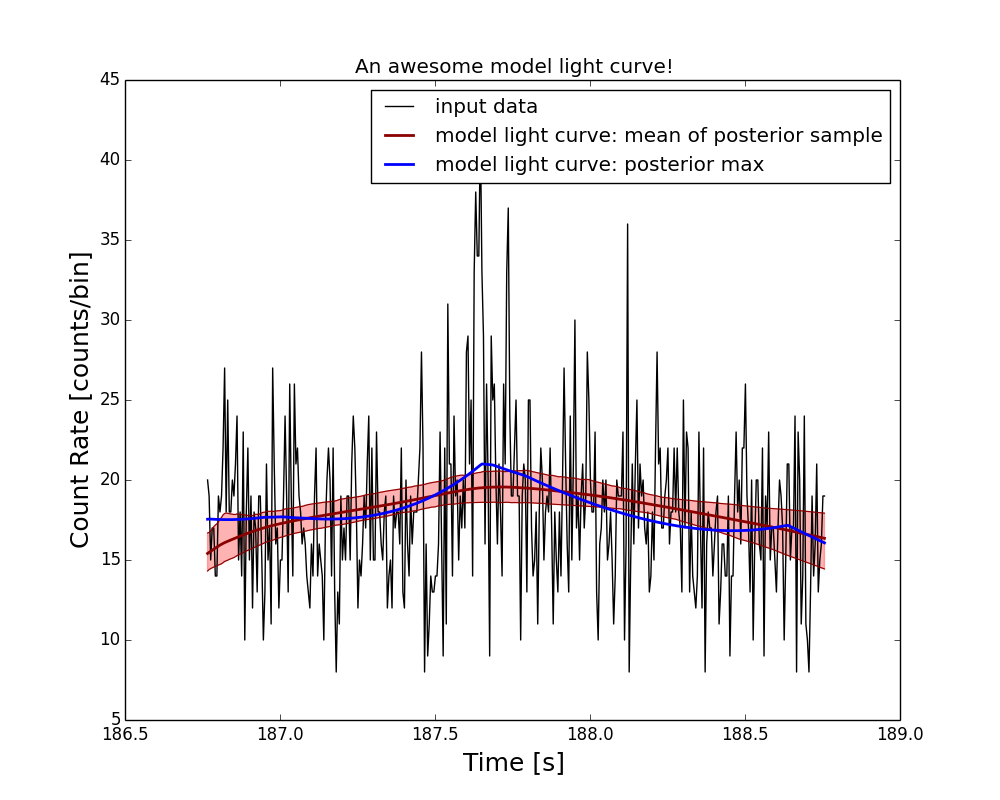 An awesome model light curve!
45
40
35
30
25
20
15
10
5
Count Rate [counts/bin]
input data
model light curve: mean of posterior sample
model light curve: posterior max
186.5 187.0 187.5 188.0 188.5 189.0
Time [s]